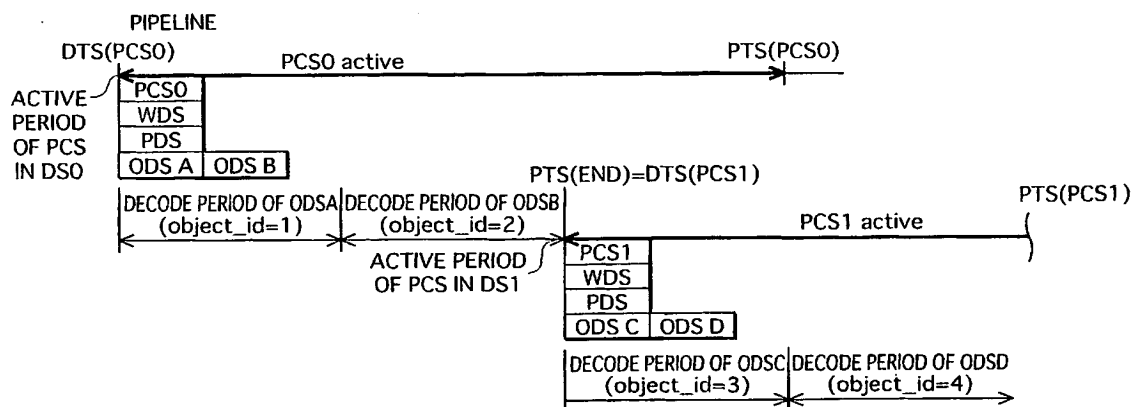 PIPELINE
DTS(PCS0)
PCS0 active
PTS(PCS0)
ACTIVE
PERIOD
OF PCS
IN DS0
PCS0
WDS
PDS
ODS A
ODS B
PTS(END)=DTS(PCS1)
DECODE PERIOD OF ODSA
(object_id=1)
DECODE PERIOD OF ODSB
(object_id=2)
PTS(PCS1)
PCS1 active
ACTIVE PERIOD
OF PCS IN DS1
PCS1
WDS
PDS
ODS C
ODS D
DECODE PERIOD OF ODSC
(object_id=3)
DECODE PERIOD OF ODSD
(object_id=4)